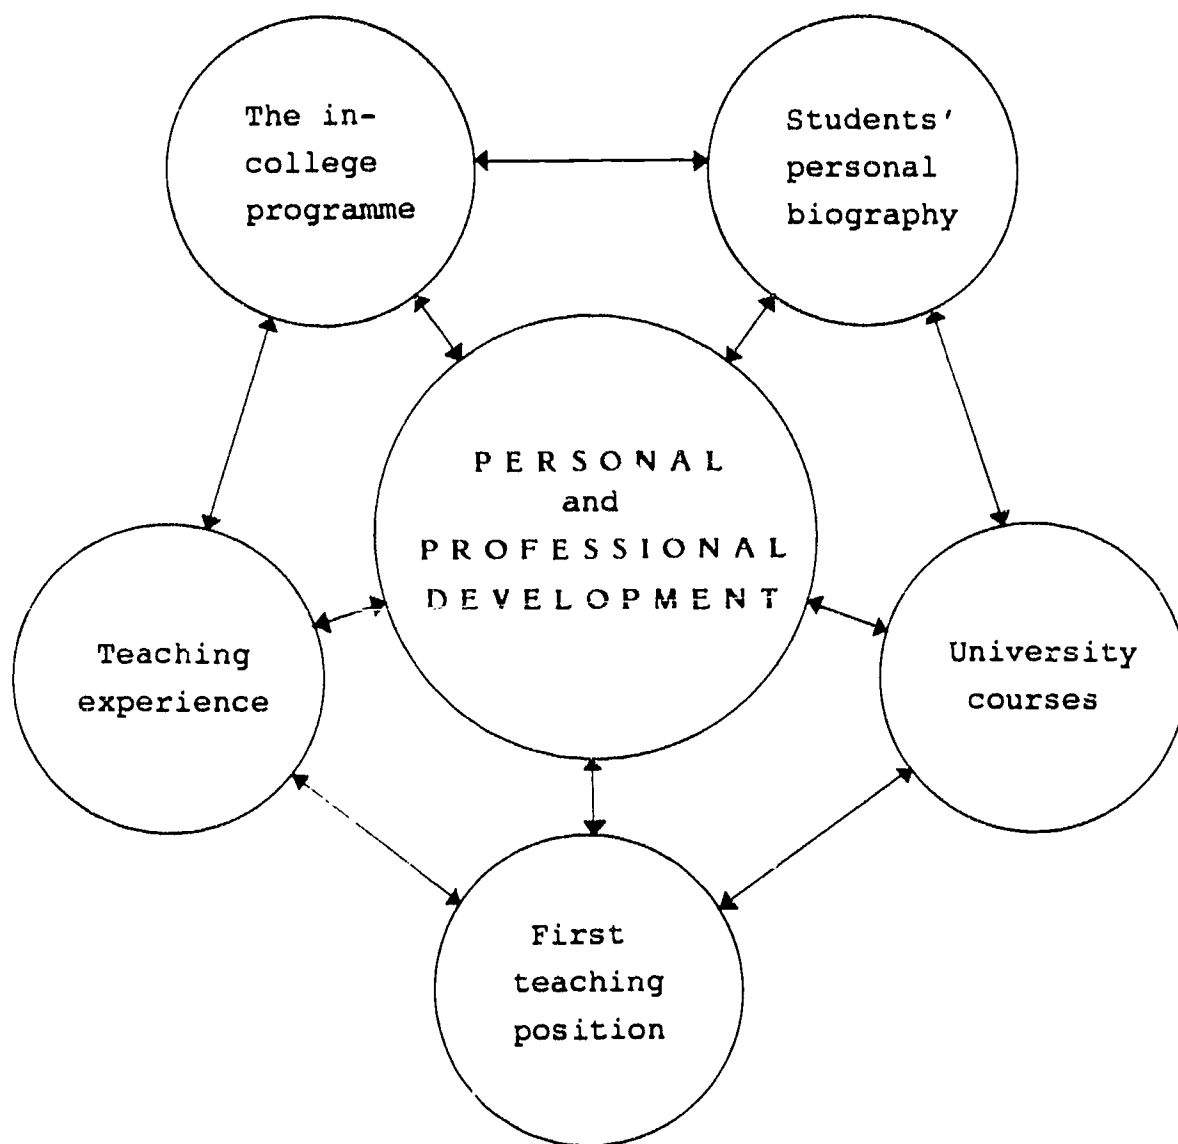 The in-
college
programme
Students'
personal
biography
PERSONAL
and
PROFESSIONAL
DEVELOPMENT
Teaching
experience
University
courses
First
teaching
position